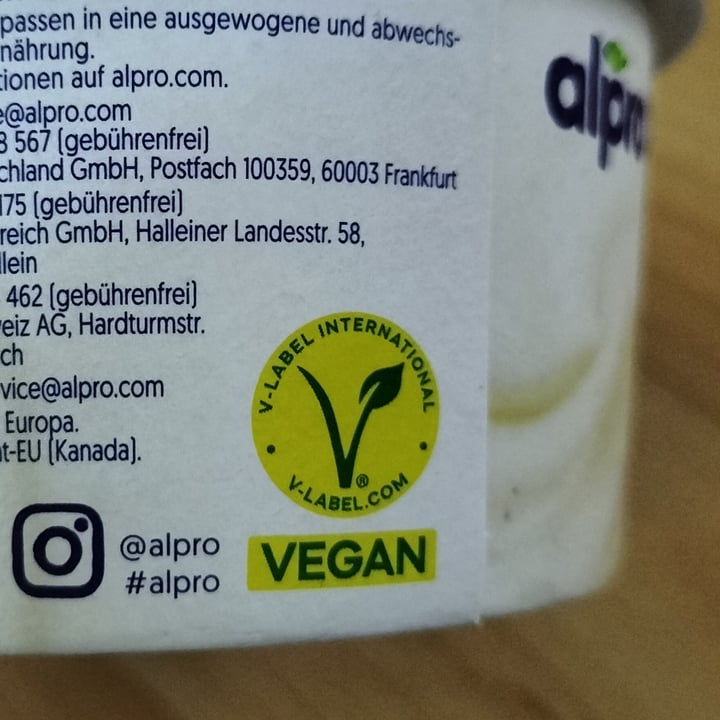 passen in eine ausgewogene und abwechs-
nährung.
tionen auf alpro.com.
e@alpro.com
8 567 (gebührenfrei)
chland GmbH, Postfach 100359, 60003 Frankfurt
175 (gebührenfrei)
reich GmbH, Halleiner Landesstr. 58,
llein
462 (gebührenfrei)
eiz AG, Hardturmstr.
ch
vice@alpro.com
Europa.
t-EU (Kanada).
@alpro
#alpro
V-LABEL INTERNATIONAL
V-LABEL.COM
®
VEGAN
alpro